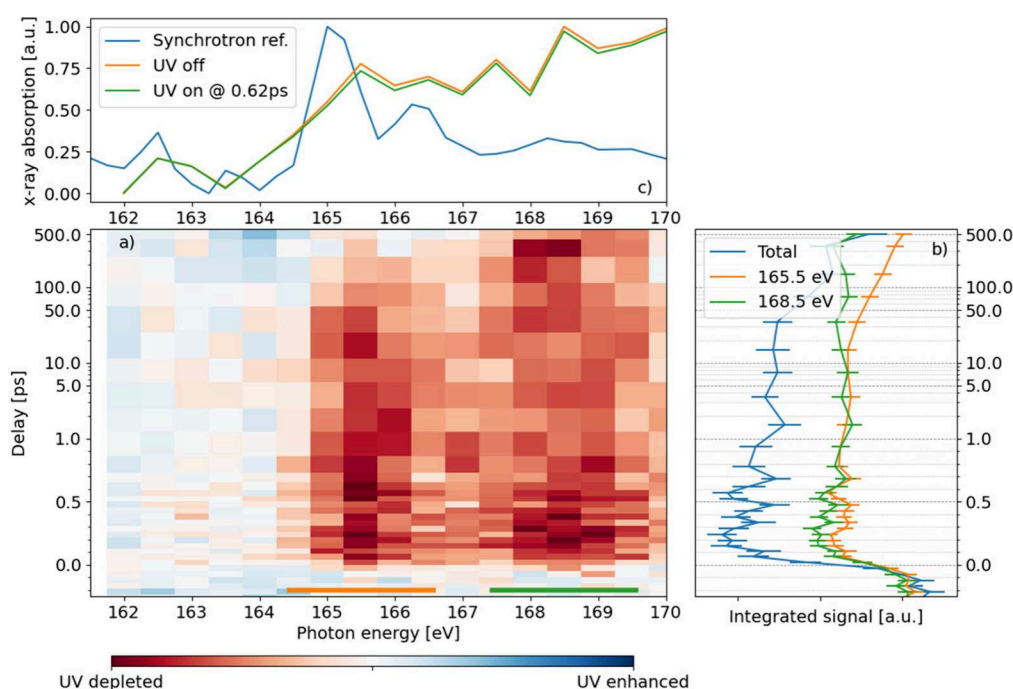 x-ray absorption [a.u.]
1.00
0.75
0.50
0.25
0.00
Synchrotron ref.
UV off
UV on @ 0.62ps
c)
162 163 164 165 166 167 168 169 170
Delay [ps]
500.0
100.0
50.0
10.0
5.0
1.0
0.5
0.0
a)
162 163 164 165 166 167 168 169 170
Photon energy [eV]
b)
Total
165.5 eV
168.5 eV
500.0
100.0
50.0
10.0
5.0
1.0
0.5
0.0
Integrated signal [a.u.]
UV depleted
UV enhanced